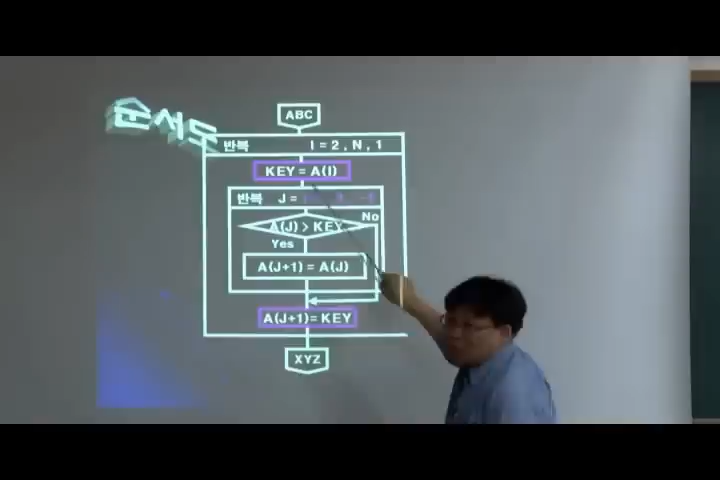 순서도
ABC
반복 I = 2 , N , 1
KEY = A(I)
반복 J =
No
A(J) > KEY
Yes
A(J+1) = A(J)
A(J+1)= KEY
XYZ